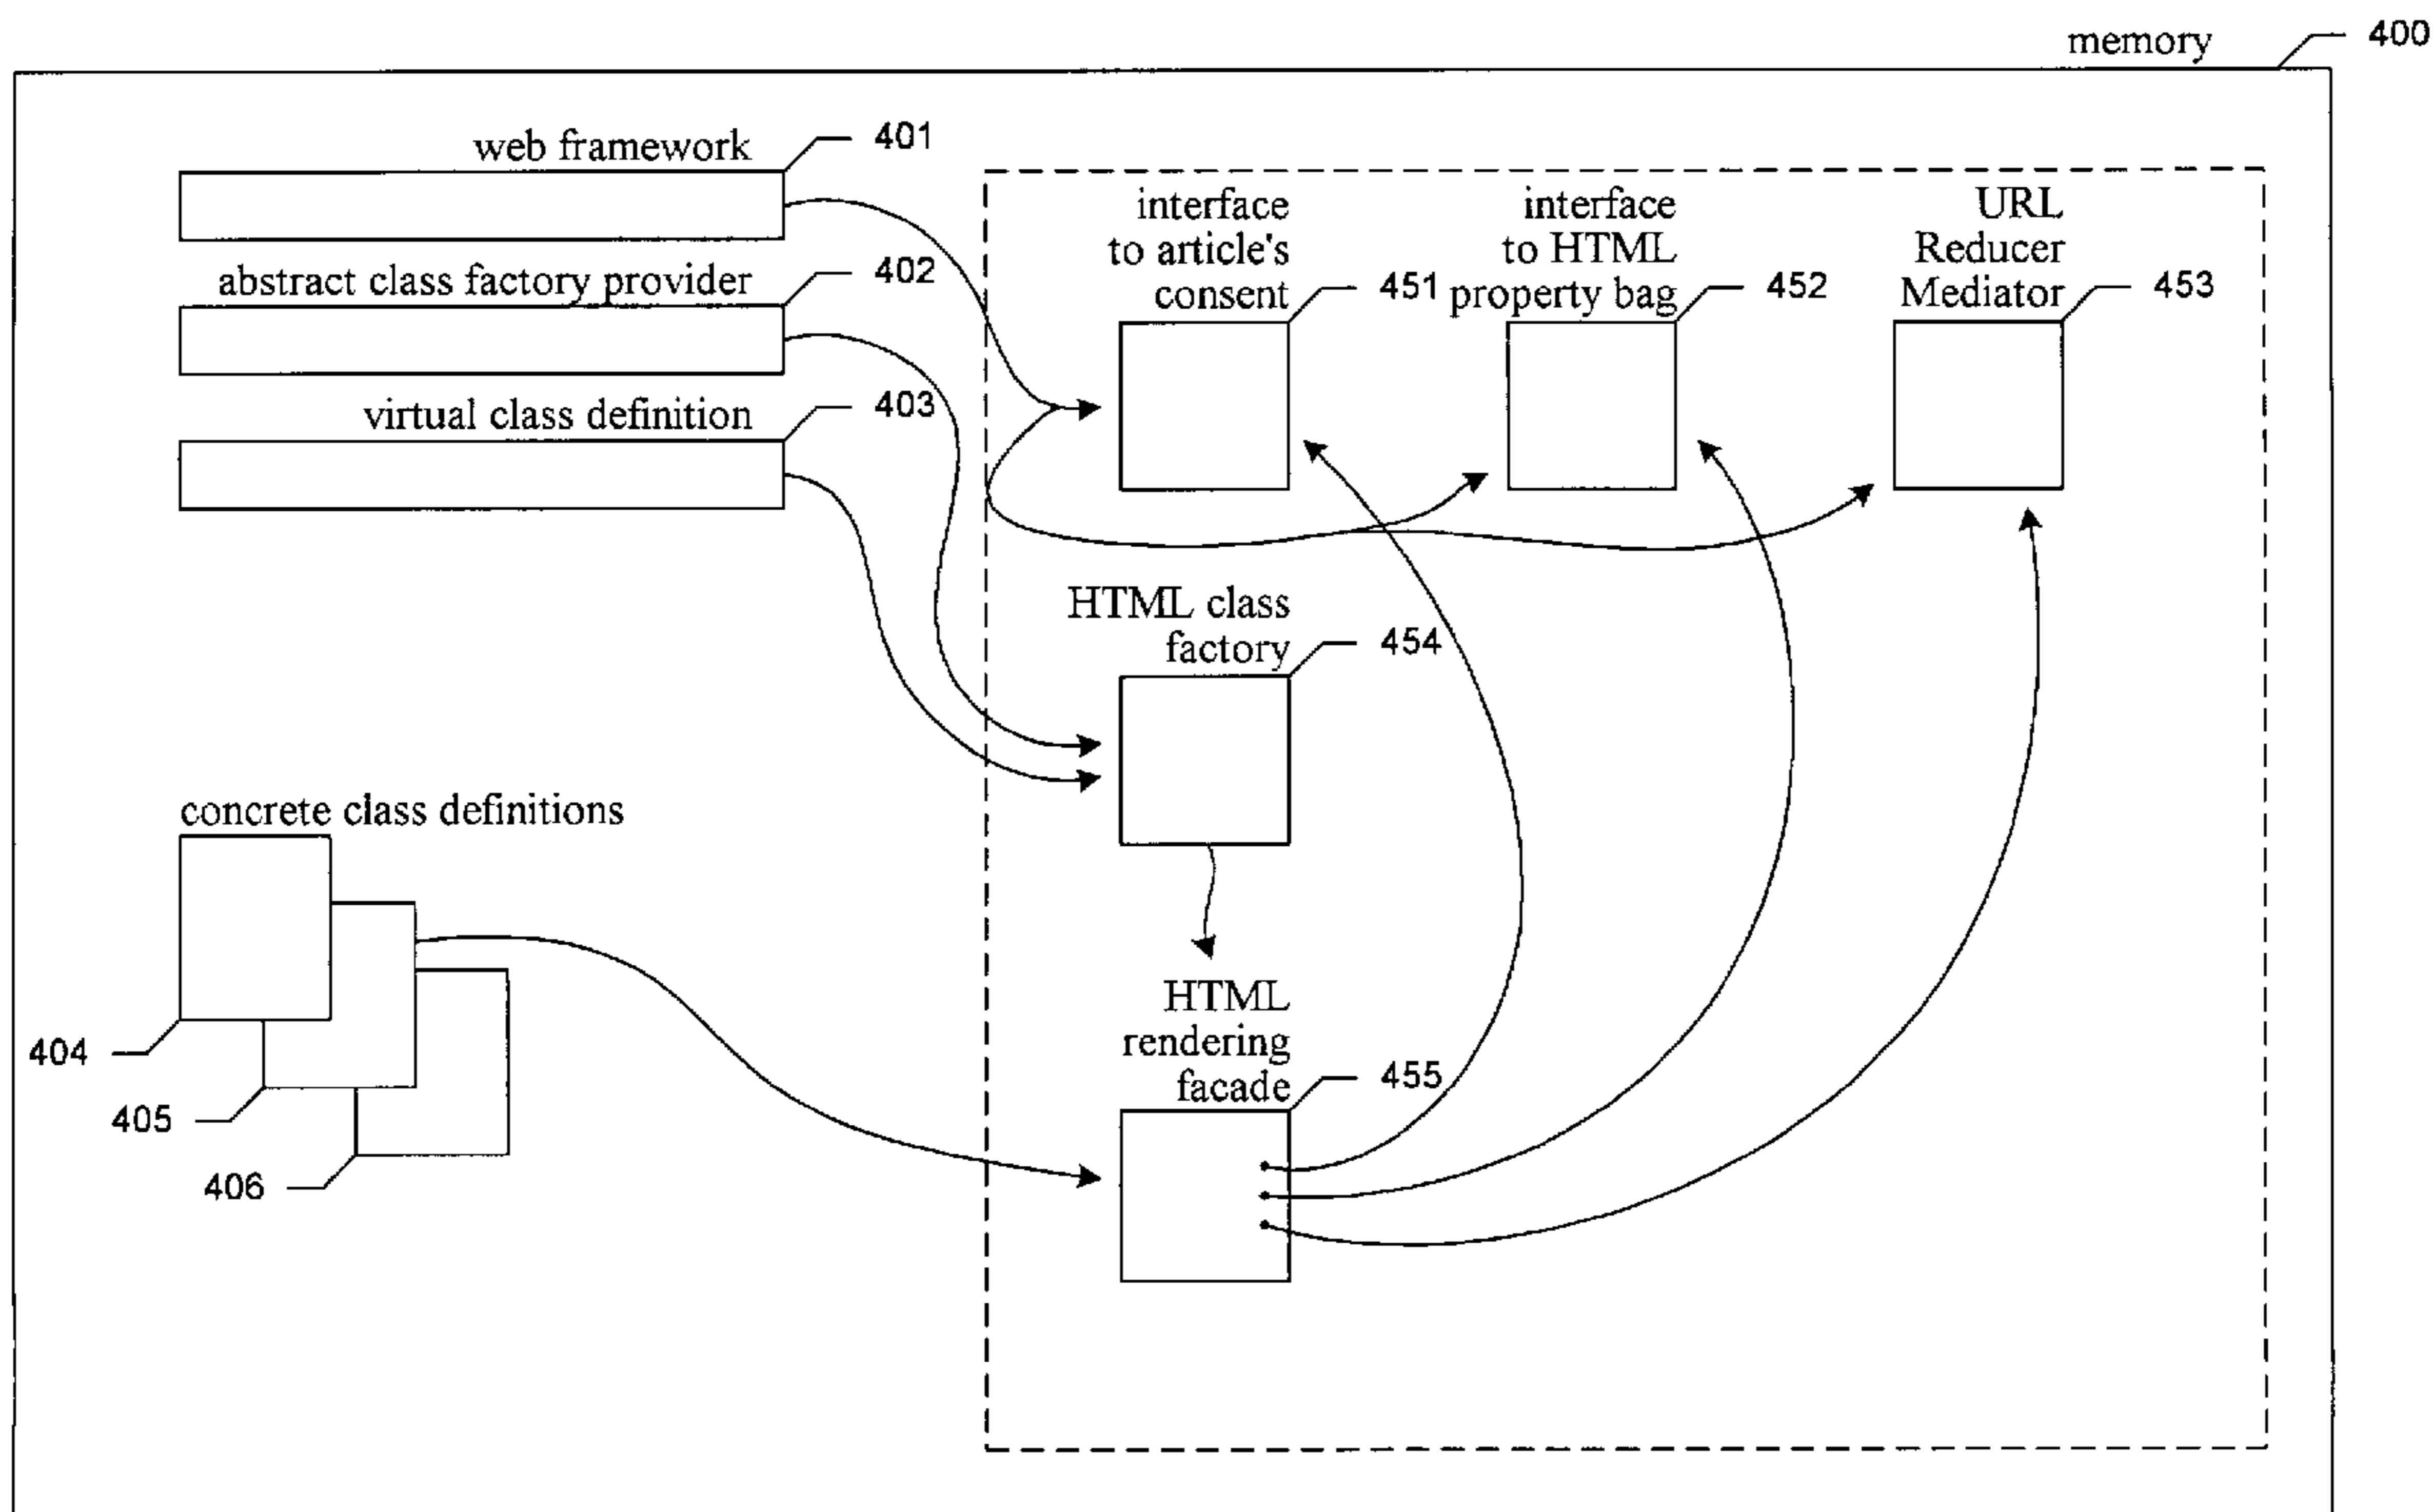 memory
400
web framework
401
abstract class factory provider
402
virtual class definition
403
interface
to article's
consent
451
interface
to HTML
property bag
452
URL
Reducer
Mediator
453
HTML class
factory
454
concrete class definitions
404
405
406
HTML
rendering
facade
455